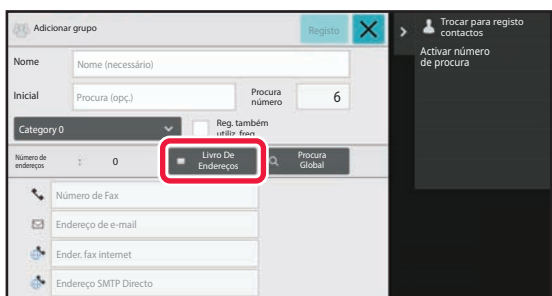 Adicionar grupo
Registo
Nome
Nome (necessário)
Inicial
Procura (opç.)
Procura
número
6
Category 0
Reg. também
utiliz. freq.
Número de
endereços
:
0
Livro De
Endereços
Procura
Global
Número de Fax
Endereço de e-mail
Ender. fax internet
Endereço SMTP Directo
Trocar para registo
contactos
Activar número
de procura